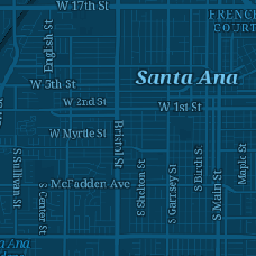 W 17th St
FRENCH
COURT
English St
Santa Ana
W 5th St
W 2nd St
W 1st St
W Myrtle St
Bristol St
S Sullivan St
S Center St
McFadden Ave
S Shelton St
S Garnsey St
S Birch St
S Main St
Maple St
Ana